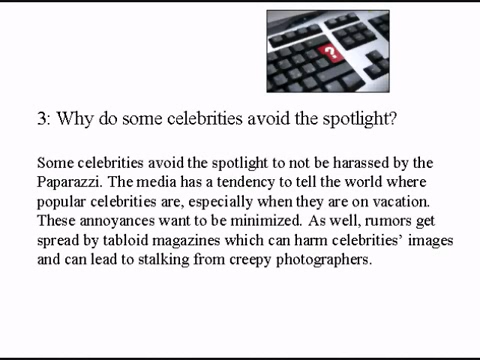 ?
3: Why do some celebrities avoid the spotlight?
Some celebrities avoid the spotlight to not be harassed by the
Paparazzi. The media has a tendency to tell the world where
popular celebrities are, especially when they are on vacation.
These annoyances want to be minimized. As well, rumors get
spread by tabloid magazines which can harm celebrities’ images
and can lead to stalking from creepy photographers.